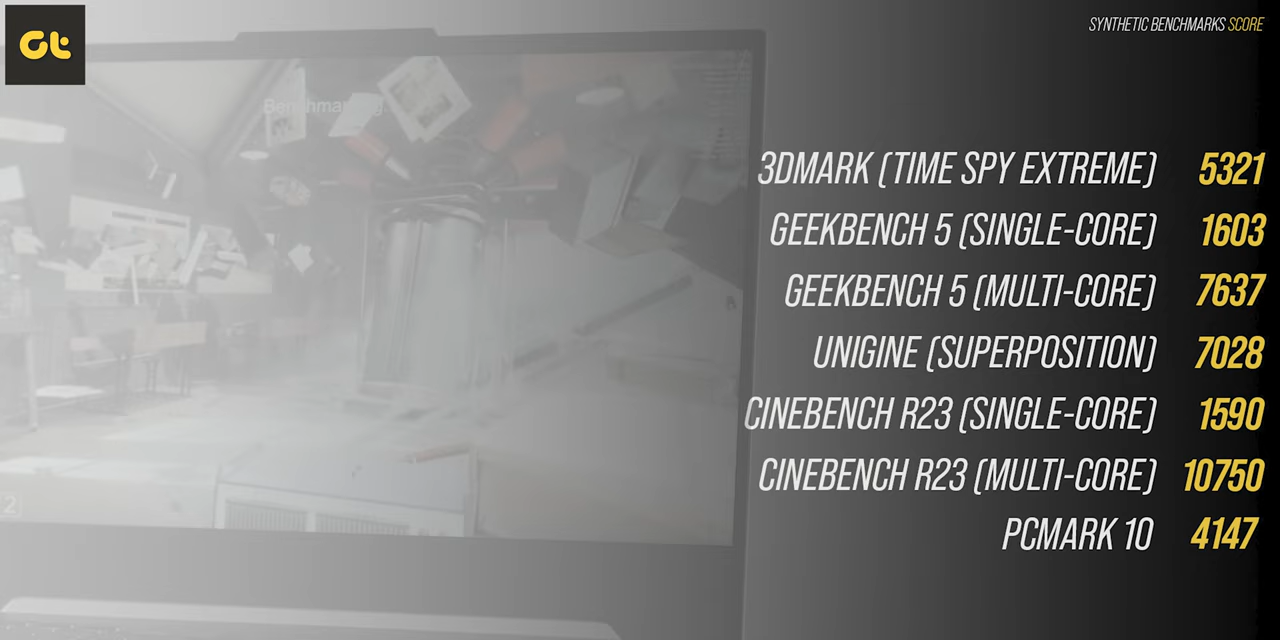 Gt
SYNTHETIC BENCHMARKS SCORE
Benchmarking
3DMARK (TIME SPY EXTREME) 5321
GEEKBENCH 5 (SINGLE-CORE) 1603
GEEKBENCH 5 (MULTI-CORE) 7637
UNIGINE (SUPERPOSITION) 7028
CINEBENCH R23 (SINGLE-CORE) 1590
CINEBENCH R23 (MULTI-CORE) 10750
PCMARK 10 4147